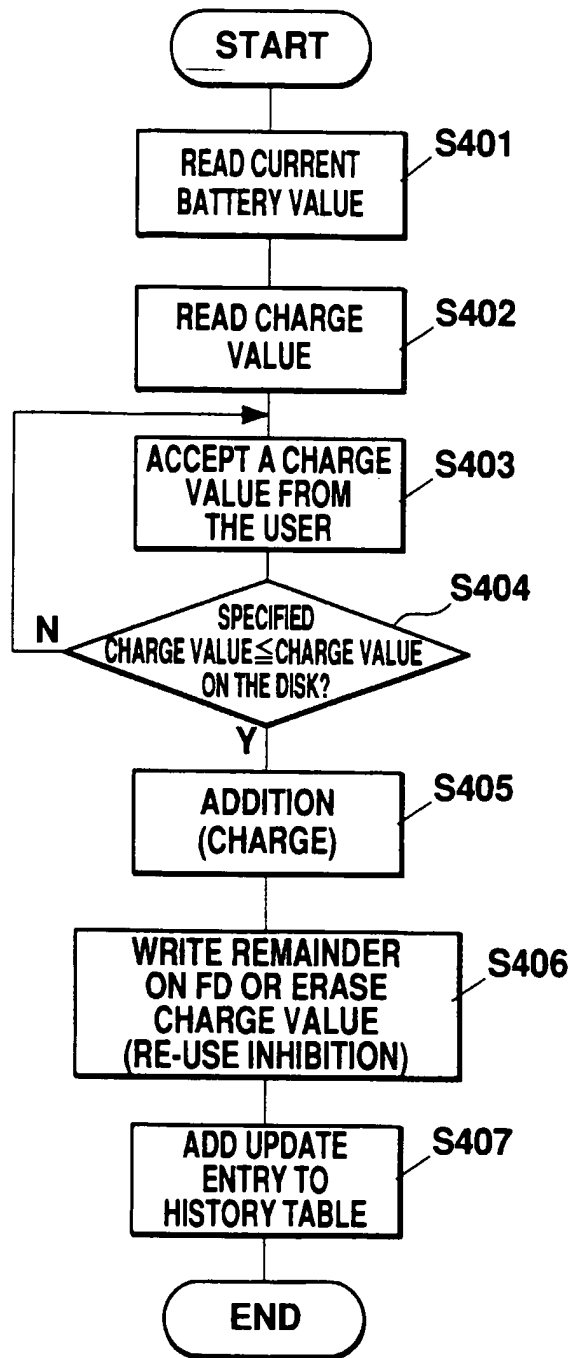 START
S401
READ CURRENT
BATTERY VALUE
S402
READ CHARGE
VALUE
S403
ACCEPT A CHARGE
VALUE FROM
THE USER
S404
SPECIFIED
N
CHARGE VALUE≦CHARGE VALUE
ON THE DISK?
Y
S405
ADDITION
(CHARGE)
S406
WRITE REMAINDER
ON FD OR ERASE
CHARGE VALUE
(RE-USE INHIBITION)
S407
ADD UPDATE
ENTRY TO
HISTORY TABLE
END